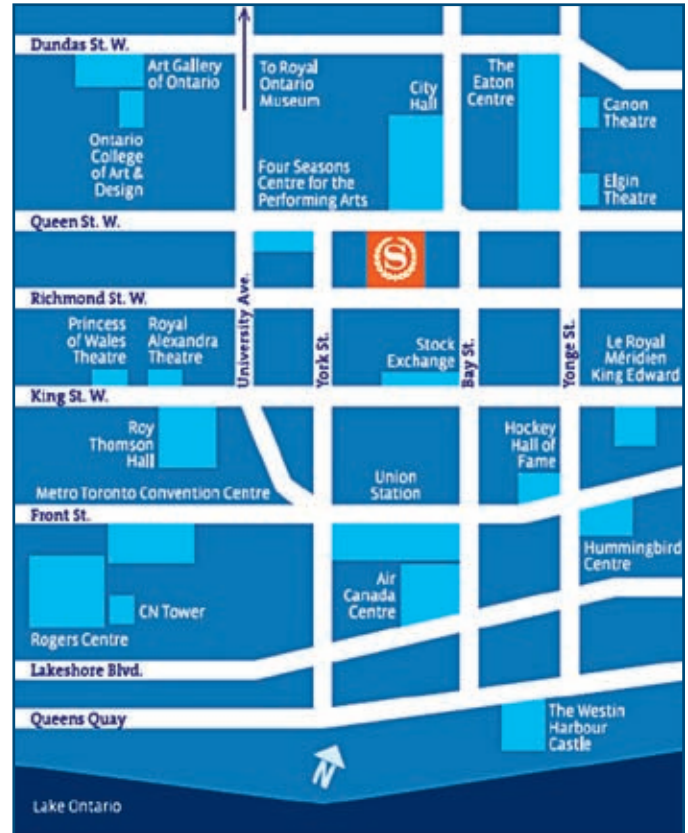 Dundas St. W.
Art Gallery
of Ontario
To Royal
Ontario
Museum
City
Hall
The
Eaton
Centre
Canon
Theatre
Ontario
College
of Art &
Design
Four Seasons
Centre for the
Performing Arts
Elgin
Theatre
Queen St. W.
S
Richmond St. W.
University Ave.
York St.
Bay St.
Yonge St.
Princess
of Wales
Theatre
Royal
Alexandra
Theatre
Stock
Exchange
Le Royal
Méridien
King Edward
King St. W.
Roy
Thomson
Hall
Hockey
Hall of
Fame
Union
Station
Metro Toronto Convention Centre
Front St.
Hummingbird
Centre
Air
Canada
Centre
CN Tower
Rogers Centre
Lakeshore Blvd.
Queens Quay
The Westin
Harbour
Castle
N
Lake Ontario